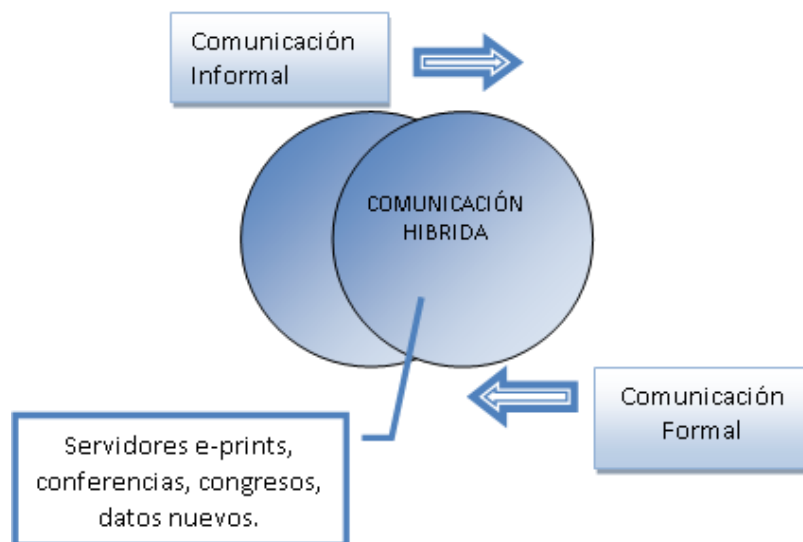 Comunicación
Informal
COMUNICACIÓN
HIBRIDA
Comunicación
Formal
Servidores e-prints,
conferencias, congresos,
datos nuevos.